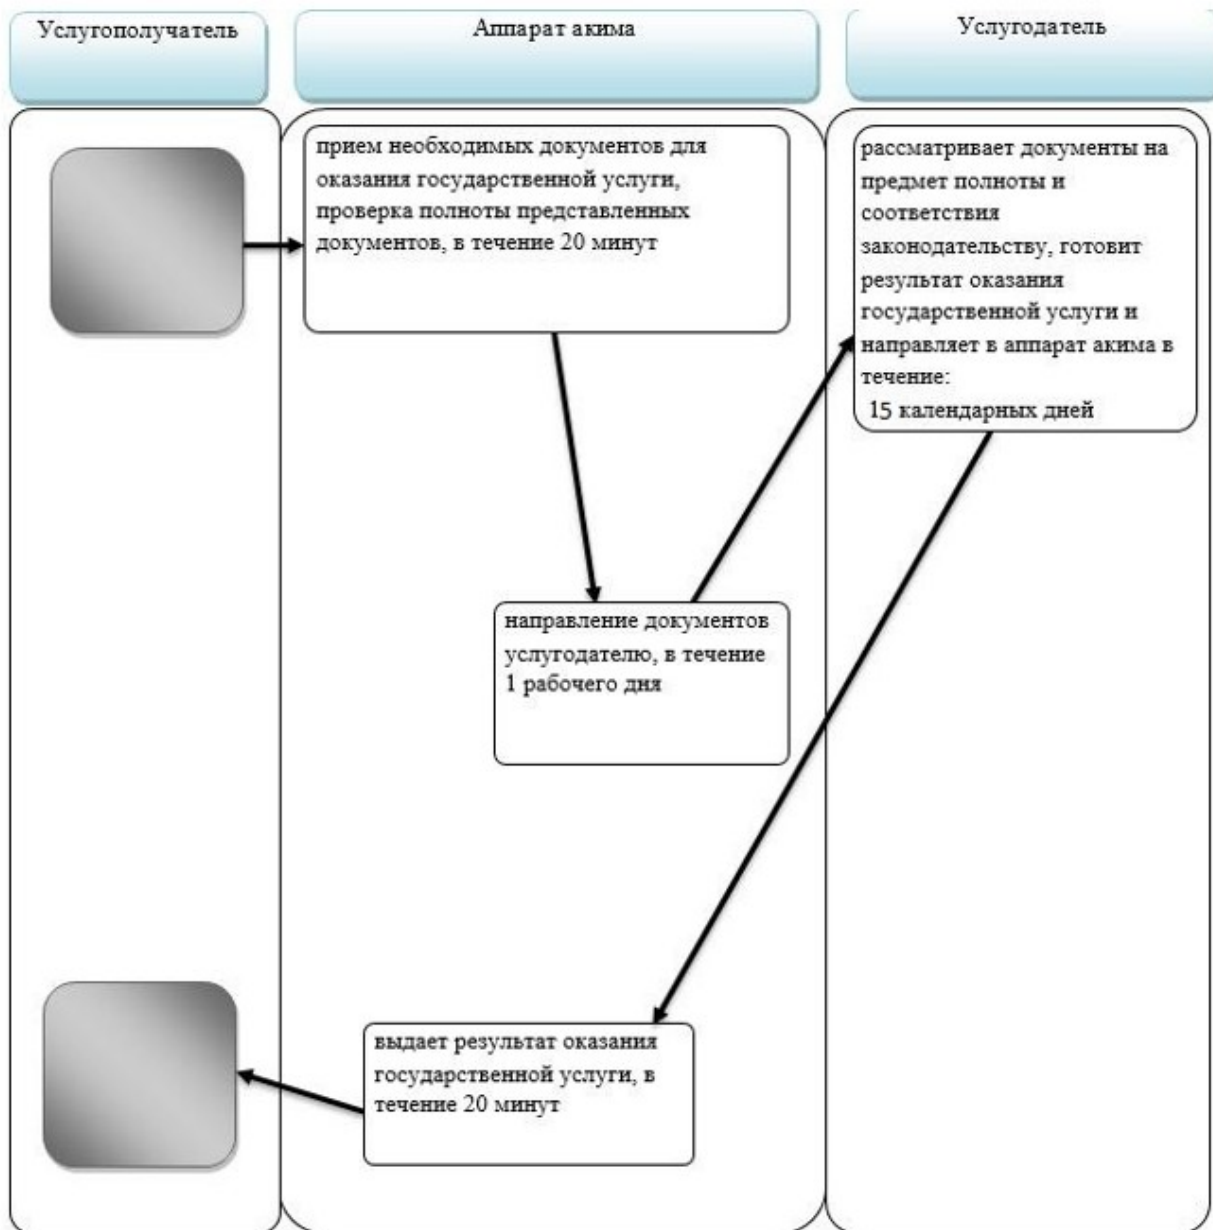 Услугополучатель
Аппарат акима
Услугодатель
прием необходимых документов для
оказания государственной услуги,
проверка полноты представленных
документов, в течение 20 минут
рассматривает документы на
предмет полноты и
соответствия
законодательству, готовит
результат оказания
государственной услуги и
направляет в аппарат акима в
течение:
15 календарных дней
направление документов
услугодателю, в течение
1 рабочего дня
выдает результат оказания
государственной услуги, в
течение 20 минут